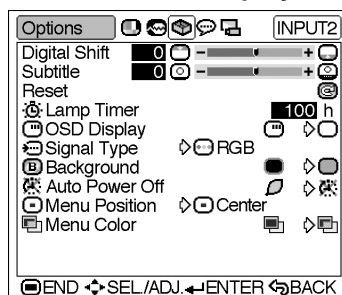 Options INPUT2
Digital Shift 0 − +
Subtitle 0 − +
Reset
Lamp Timer 100 h
OSD Display
Signal Type RGB
B Background
Auto Power Off
Menu Position Center
Menu Color
END SEL./ADJ. ENTER BACK